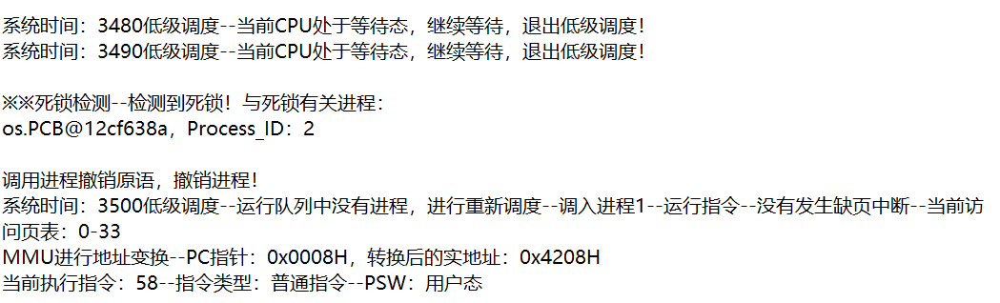 系统时间：3480低级调度--当前CPU处于等待态，继续等待，退出低级调度！
系统时间：3490低级调度--当前CPU处于等待态，继续等待，退出低级调度！
※※死锁检测--检测到死锁！与死锁有关进程：
os.PCB@12cf638a，Process_ID：2
调用进程撤销原语，撤销进程！
系统时间：3500低级调度--运行队列中没有进程，进行重新调度--调入进程1--运行指令--没有发生缺页中断--当前访
问页表：0-33
MMU进行地址变换--PC指针：0x0008H，转换后的实地址：0x4208H
当前执行指令：58--指令类型：普通指令--PSW：用户态